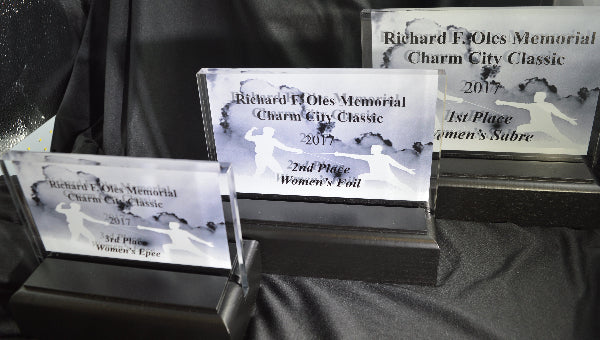 Richard F. Oles Memorial
Charm City Classic
2017
3rd Place
Women's Epee
Richard F. Oles Memorial
Charm City Classic
2017
2nd Place
Women's Foil
Richard F. Oles Memorial
Charm City Classic
2017
1st Place
Women's Sabre